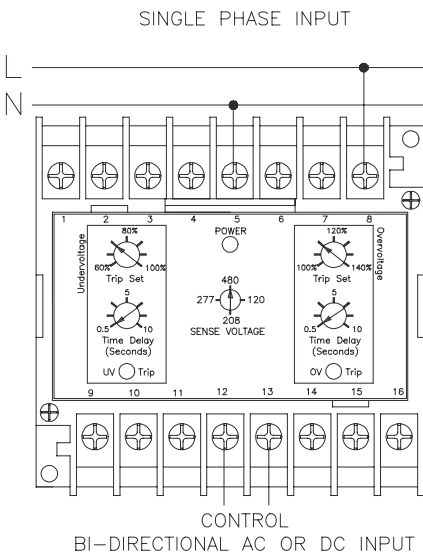 SINGLE PHASE INPUT
L
N
1 2 3 4 5 6 7 8
Undervoltage
80%
60% 100%
Trip Set
5
0.5 10
Time Delay
(Seconds)
UV Trip
POWER
480
277 120
208
SENSE VOLTAGE
120%
100% 140%
Trip Set
5
0.5 10
Time Delay
(Seconds)
OV Trip
Overvoltage
9 10 11 12 13 14 15 16
CONTROL
BI-DIRECTIONAL AC OR DC INPUT